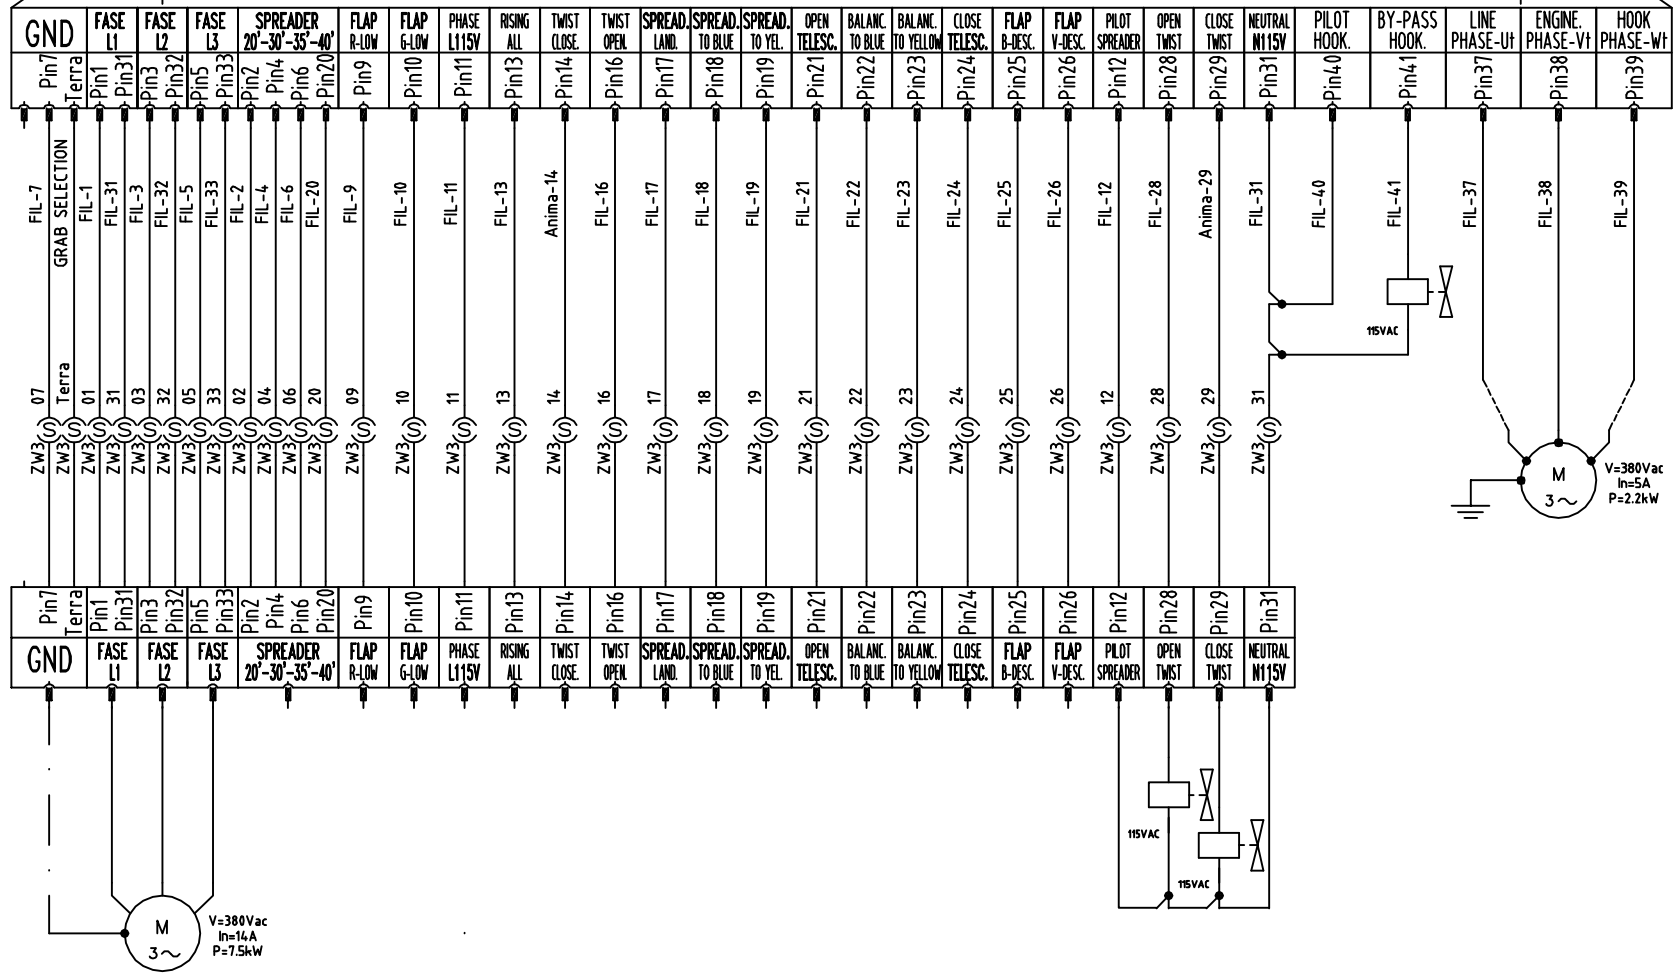 GND
FASE L1
FASE L2
FASE L3
SPREADER 20'-30'-35'-40'
FLAP R-LOW
FLAP G-LOW
PHASE L115V
RISING ALL
TWIST CLOSE.
TWIST OPEN.
SPREAD. LAND.
SPREAD. TO BLUE
SPREAD. TO YEL.
OPEN TELESC.
BALANC. TO BLUE
BALANC. TO YELLOW
CLOSE TELESC.
FLAP B-DESC.
FLAP V-DESC.
PILOT SPREADER
OPEN TWIST
CLOSE TWIST
NEUTRAL N115V
PILOT HOOK.
BY-PASS HOOK.
LINE PHASE-Ut
ENGINE. PHASE-Vt
HOOK PHASE-Wt
Pin7 Terra Pin1 Pin31 Pin3 Pin32 Pin5 Pin33 Pin2 Pin4 Pin6 Pin20 Pin9 Pin10 Pin11 Pin13 Pin14 Pin16 Pin17 Pin18 Pin19 Pin21 Pin22 Pin23 Pin24 Pin25 Pin26 Pin12 Pin28 Pin29 Pin31 Pin40 Pin41 Pin37 Pin38 Pin39
FIL-7 GRAB SELECTION FIL-1 FIL-31 FIL-3 FIL-32 FIL-5 FIL-33 FIL-2 FIL-4 FIL-6 FIL-20 FIL-9 FIL-10 FIL-11 FIL-13 Anima-14 FIL-16 FIL-17 FIL-18 FIL-19 FIL-21 FIL-22 FIL-23 FIL-24 FIL-25 FIL-26 FIL-12 FIL-28 Anima-29 FIL-31 FIL-40 FIL-41 FIL-37 FIL-38 FIL-39
115VAC
07 Terra 01 31 03 32 05 33 02 04 06 20 09 10 11 13 14 16 17 18 19 21 22 23 24 25 26 12 28 29 31
ZW3 ZW3 ZW3 ZW3 ZW3 ZW3 ZW3 ZW3 ZW3 ZW3 ZW3 ZW3 ZW3 ZW3 ZW3 ZW3 ZW3 ZW3 ZW3 ZW3 ZW3 ZW3 ZW3 ZW3 ZW3 ZW3 ZW3 ZW3 ZW3 ZW3 ZW3
M
3~
V=380Vac
In=5A
P=2.2kW
Pin7 Terra Pin1 Pin31 Pin3 Pin32 Pin5 Pin33 Pin2 Pin4 Pin6 Pin20 Pin9 Pin10 Pin11 Pin13 Pin14 Pin16 Pin17 Pin18 Pin19 Pin21 Pin22 Pin23 Pin24 Pin25 Pin26 Pin12 Pin28 Pin29 Pin31
GND
FASE L1
FASE L2
FASE L3
SPREADER 20'-30'-35'-40'
FLAP R-LOW
FLAP G-LOW
PHASE L115V
RISING ALL
TWIST CLOSE.
TWIST OPEN.
SPREAD. LAND.
SPREAD. TO BLUE
SPREAD. TO YEL.
OPEN TELESC.
BALANC. TO BLUE
BALANC. TO YELLOW
CLOSE TELESC.
FLAP B-DESC.
FLAP V-DESC.
PILOT SPREADER
OPEN TWIST
CLOSE TWIST
NEUTRAL N115V
115VAC
115VAC
M
3~
V=380Vac
In=14A
P=7.5kW